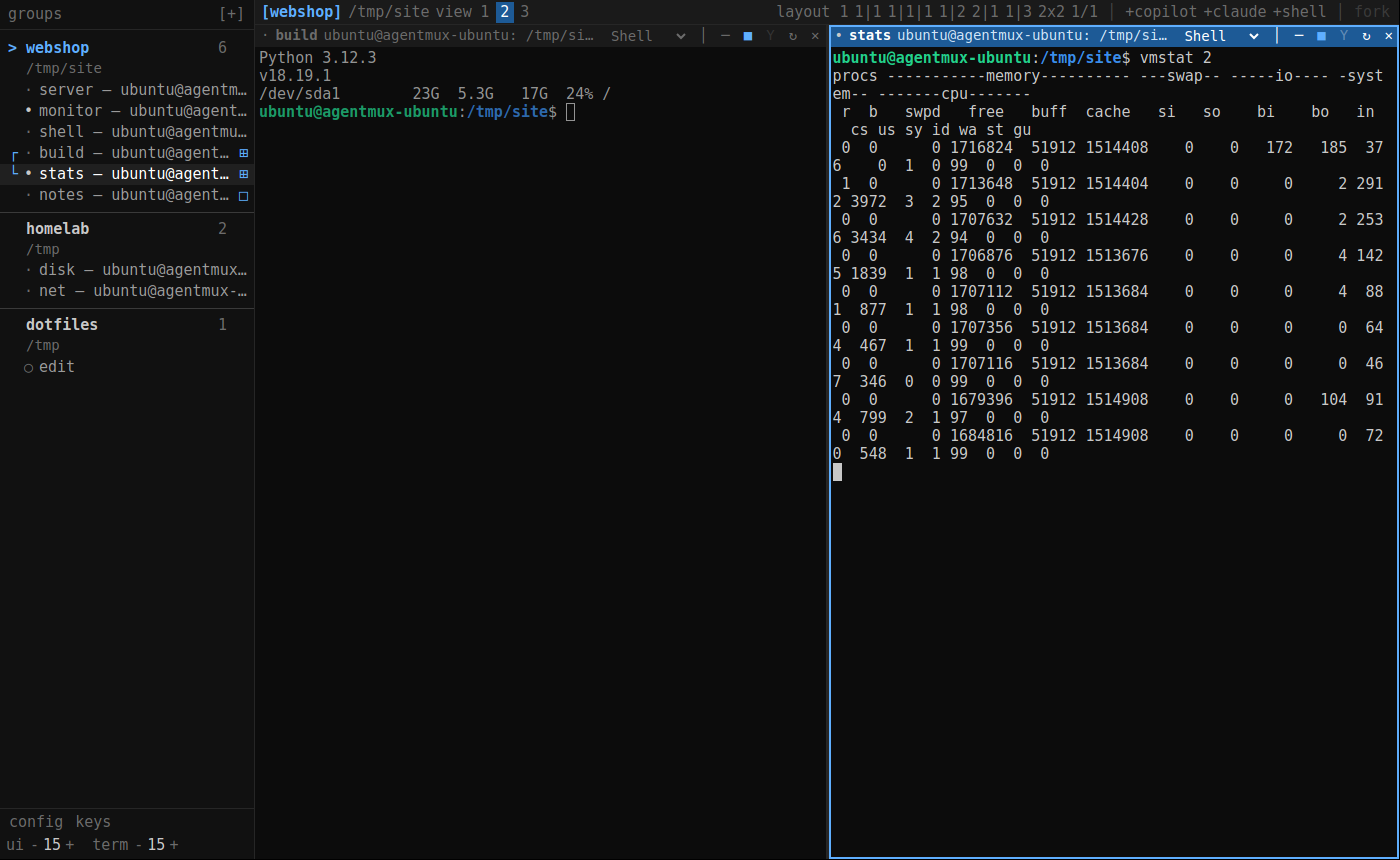 groups [+]
> webshop 6
/tmp/site
· server — ubuntu@agentm…
• monitor — ubuntu@agent…
· shell — ubuntu@agentmu…
· build — ubuntu@agent… ⊞
• stats — ubuntu@agent… ⊞
· notes — ubuntu@agent… □
homelab 2
/tmp
· disk — ubuntu@agentmux…
· net — ubuntu@agentmux-…
dotfiles 1
/tmp
○ edit
config keys
ui - 15 + term - 15 +
[webshop] /tmp/site view 1 2 3
layout 1 1|1 1|1|1 1|2 2|1 1|3 2x2 1/1 | +copilot +claude +shell | fork
· build ubuntu@agentmux-ubuntu: /tmp/si… Shell | − ■ Y ↻ ×
Python 3.12.3
v18.19.1
/dev/sda1        23G  5.3G   17G  24% /
ubuntu@agentmux-ubuntu:/tmp/site$
• stats ubuntu@agentmux-ubuntu: /tmp/si… Shell | − ■ Y ↻ ×
ubuntu@agentmux-ubuntu:/tmp/site$ vmstat 2
procs -----------memory---------- ---swap-- -----io---- -syst
em-- -------cpu-------
 r  b   swpd   free   buff  cache   si   so    bi    bo   in
  cs us sy id wa st gu
 0  0      0 1716824  51912 1514408    0    0   172   185  37
6    0  1  0 99  0  0  0
 1  0      0 1713648  51912 1514404    0    0     0     2 291
2 3972  3  2 95  0  0  0
 0  0      0 1707632  51912 1514428    0    0     0     2 253
6 3434  4  2 94  0  0  0
 0  0      0 1706876  51912 1513676    0    0     0     4 142
5 1839  1  1 98  0  0  0
 0  0      0 1707112  51912 1513684    0    0     0     4  88
1  877  1  1 98  0  0  0
 0  0      0 1707356  51912 1513684    0    0     0     0  64
4  467  1  1 99  0  0  0
 0  0      0 1707116  51912 1513684    0    0     0     0  46
7  346  0  0 99  0  0  0
 0  0      0 1679396  51912 1514908    0    0     0   104  91
4  799  2  1 97  0  0  0
 0  0      0 1684816  51912 1514908    0    0     0     0  72
0  548  1  1 99  0  0  0